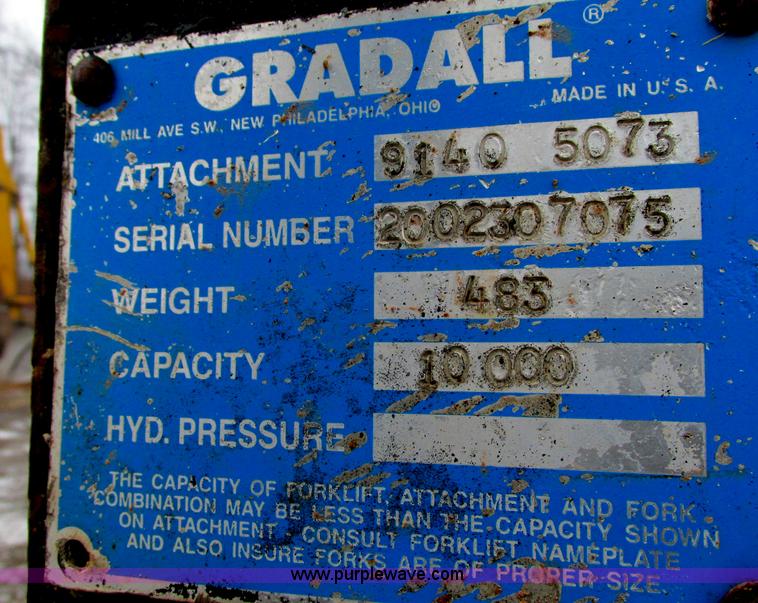 GRADALL®
406 MILL AVE S.W., NEW PHILADELPHIA, OHIO MADE IN U.S.A.
ATTACHMENT 9140 5073
SERIAL NUMBER 2002307075
WEIGHT 483
CAPACITY 10 000
HYD. PRESSURE
THE CAPACITY OF FORKLIFT, ATTACHMENT AND FORK
COMBINATION MAY BE LESS THAN THE CAPACITY SHOWN
ON ATTACHMENT. CONSULT FORKLIFT NAMEPLATE
AND ALSO INSURE FORKS ARE OF PROPER SIZE
www.purplewave.com